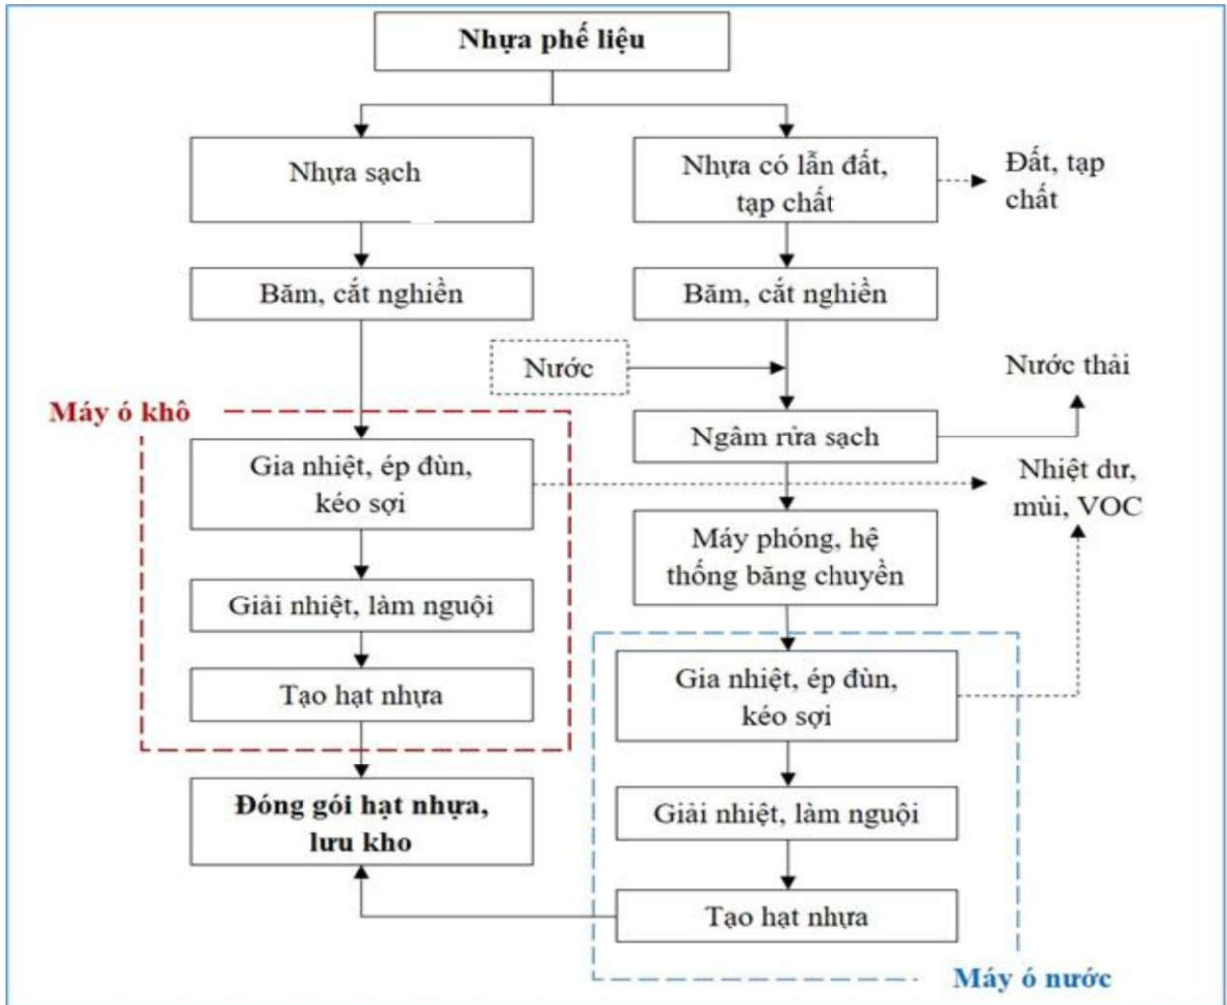 Nhựa phế liệu
Nhựa sạch
Nhựa có lẫn đất,
tạp chất
Đất, tạp
chất
Băm, cắt nghiền
Băm, cắt nghiền
Nước
Nước thải
Máy ó khô
Ngâm rửa sạch
Gia nhiệt, ép đùn,
kéo sợi
Nhiệt dư,
mùi, VOC
Máy phóng, hệ
thống băng chuyền
Giải nhiệt, làm nguội
Tạo hạt nhựa
Gia nhiệt, ép đùn,
kéo sợi
Đóng gói hạt nhựa,
lưu kho
Giải nhiệt, làm nguội
Tạo hạt nhựa
Máy ó nước